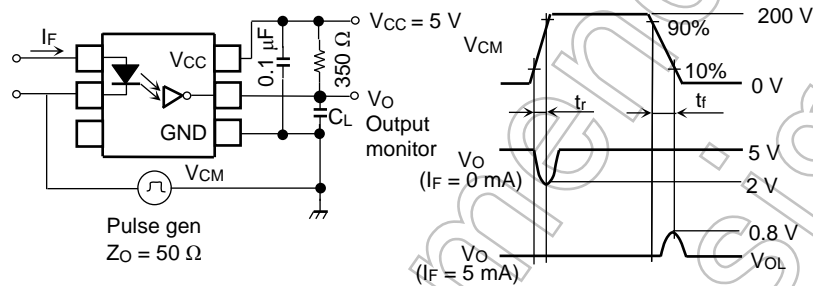 IF
VCC
GND
0.1 μF
350 Ω
VCC = 5 V
VO
Output
monitor
CL
VCM
Pulse gen
ZO = 50 Ω
VCM
200 V
90%
10%
0 V
tr
tf
VO
(IF = 0 mA)
5 V
2 V
0.8 V
VO
(IF = 5 mA)
VOL